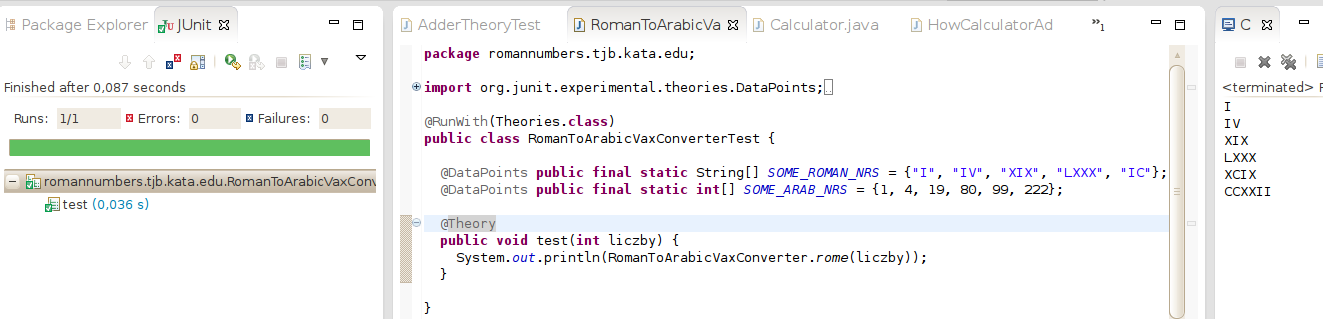 Package Explorer JUnit
Finished after 0,087 seconds
Runs: 1/1 Errors: 0 Failures: 0
romannumbers.tjb.kata.edu.RomanToArabicVaxConv
test (0,036 s)
AdderTheoryTest RomanToArabicVa Calculator.java HowCalculatorAd »1
package romannumbers.tjb.kata.edu;
import org.junit.experimental.theories.DataPoints;
@RunWith(Theories.class)
public class RomanToArabicVaxConverterTest {
@DataPoints public final static String[] SOME_ROMAN_NRS = {"I", "IV", "XIX", "LXXX", "IC"};
@DataPoints public final static int[] SOME_ARAB_NRS = {1, 4, 19, 80, 99, 222};
@Theory
public void test(int liczby) {
System.out.println(RomanToArabicVaxConverter.rome(liczby));
}
}
C
<terminated>
I
IV
XIX
LXXX
XCIX
CCXXII